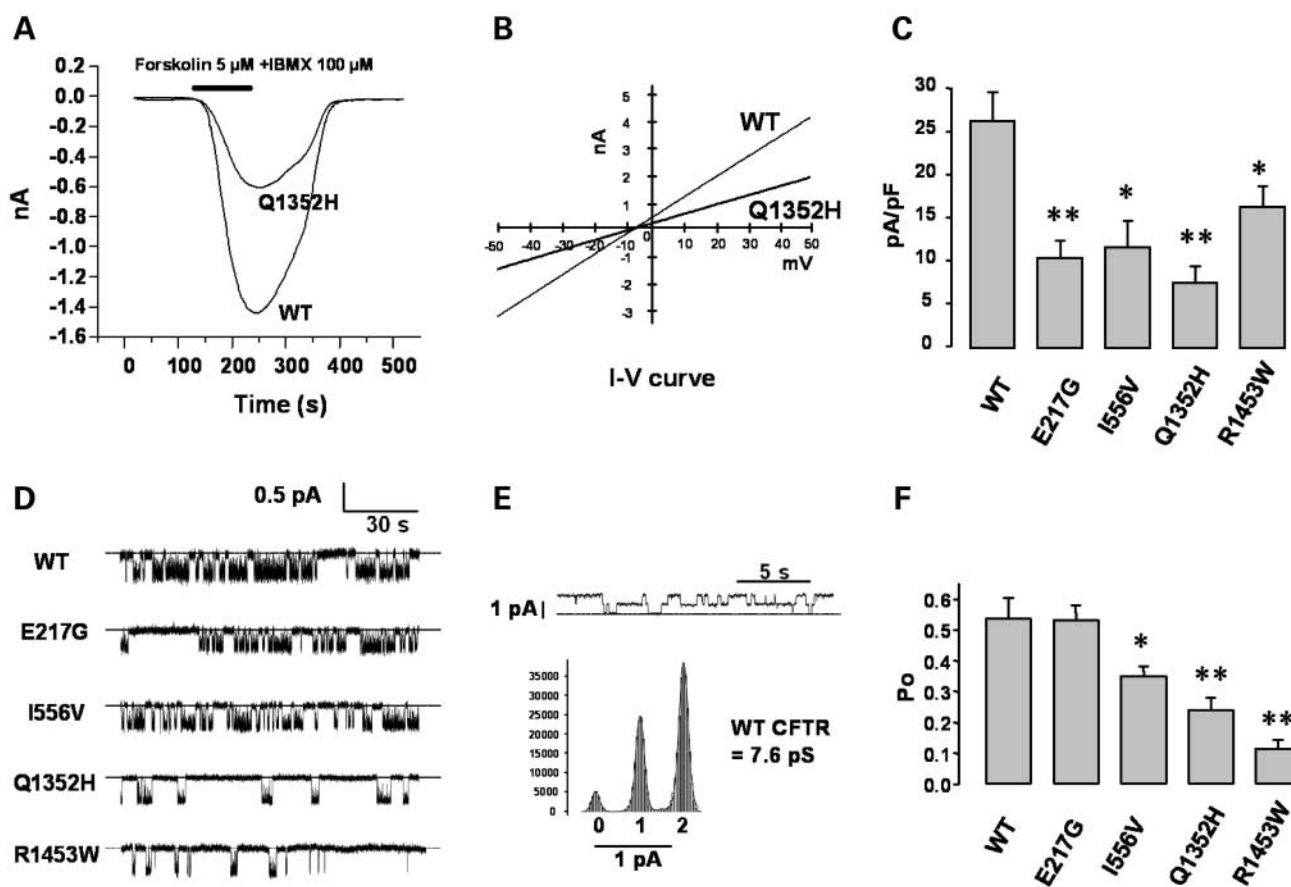 A
Forskolin 5 µM +IBMX 100 µM
0.2
0.0
-0.2
-0.4
-0.6
-0.8
-1.0
-1.2
-1.4
-1.6
nA
Q1352H
WT
0 100 200 300 400 500
Time (s)
B
5
4
3
2
1
0
-1
-2
-3
nA
WT
Q1352H
-50 -40 -30 -20 -10 10 20 30 40 50
mV
I-V curve
C
30
25
20
15
10
5
0
pA/pF
** * ** *
WT E217G I556V Q1352H R1453W
D
0.5 pA
30 s
WT
E217G
I556V
Q1352H
R1453W
E
5 s
1 pA
35000
30000
25000
20000
15000
10000
5000
0
WT CFTR
= 7.6 pS
0 1 2
1 pA
F
0.6
0.5
0.4
0.3
0.2
0.1
0.0
Po
* ** **
WT E217G I556V Q1352H R1453W